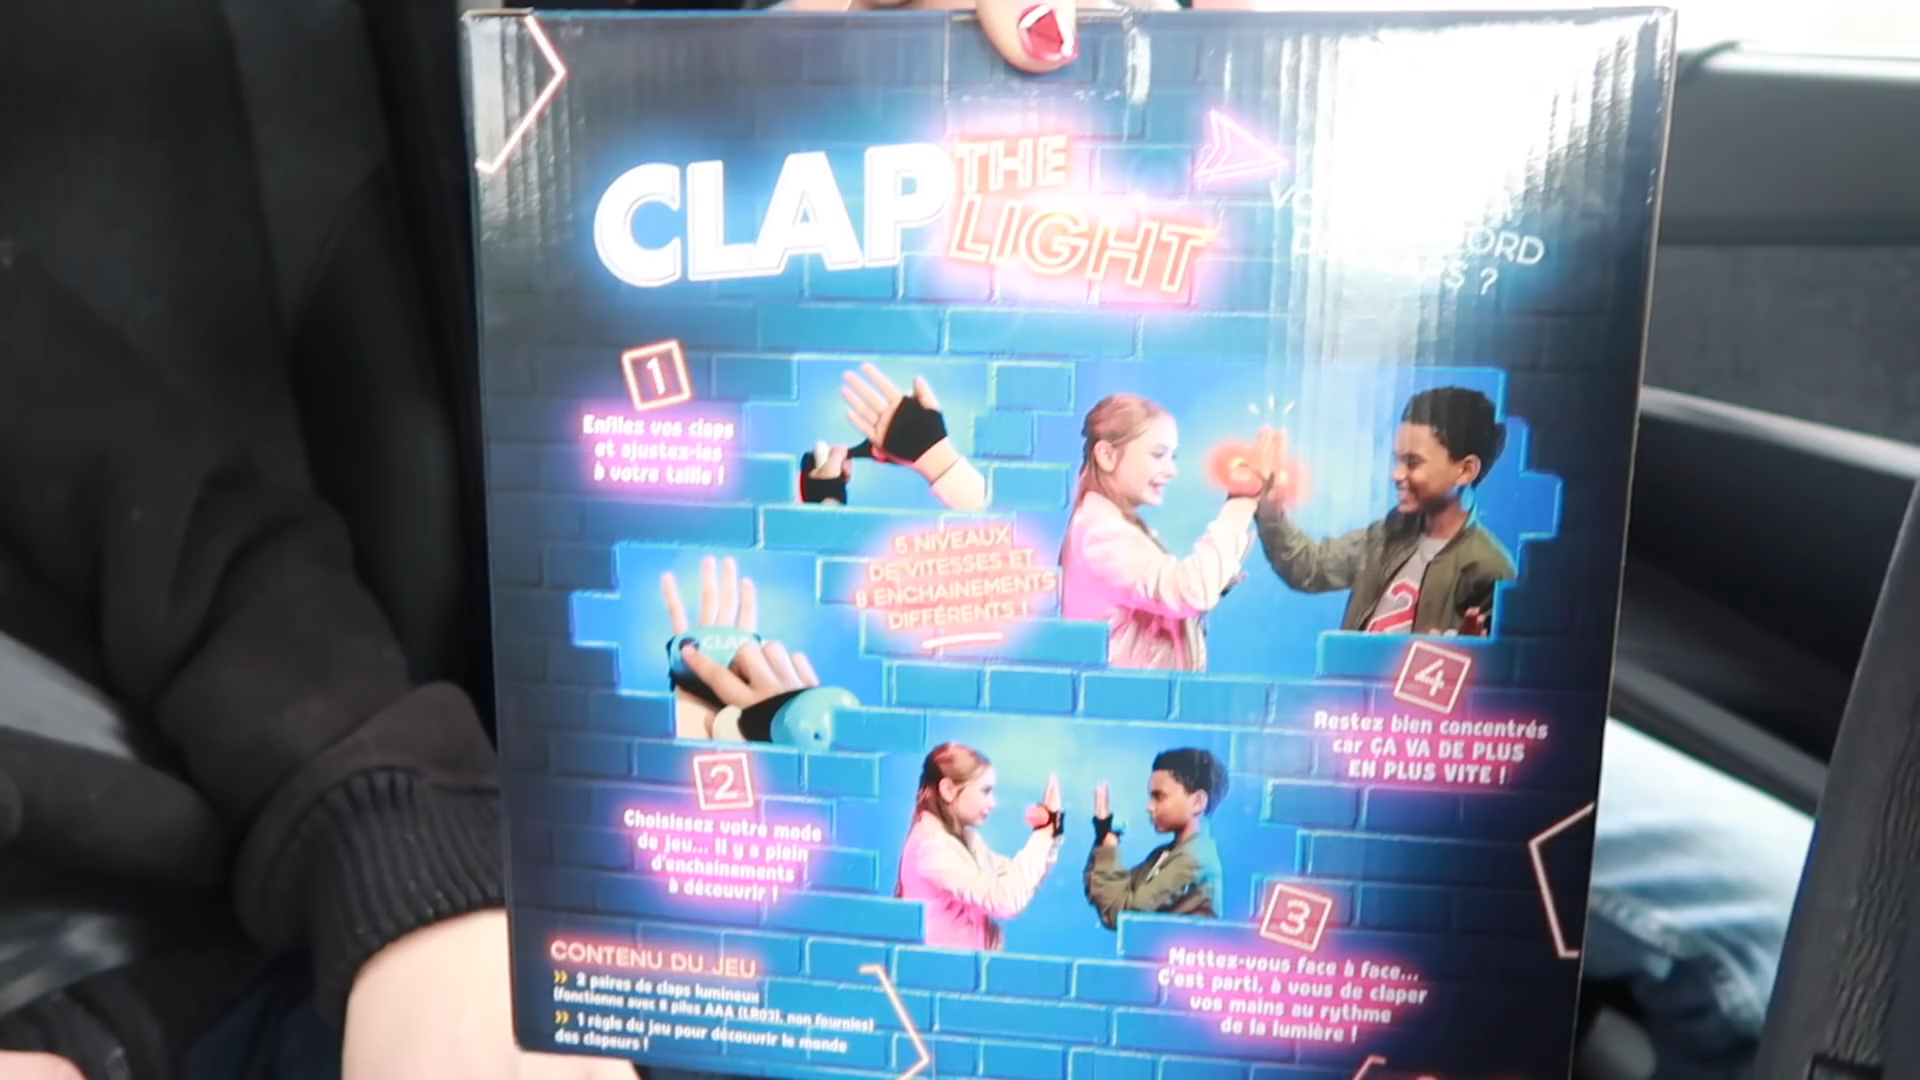 CLAP THE
LIGHT
ORD
S ?
1
Enfilez vos claps
et ajustez-les
à votre taille !
5 NIVEAUX
DE VITESSES ET
9 ENCHAINEMENTS
DIFFÉRENTS !
CLAP
2
Choisissez votre mode
de jeu... Il y a plein
d'enchainements
à découvrir !
4
Restez bien concentrés
car ÇA VA DE PLUS
EN PLUS VITE !
3
Mettez-vous face à face...
C'est parti, à vous de claper
vos mains au rythme
de la lumière !
CONTENU DU JEU
» 2 paires de claps lumineux
(fonctionne avec 8 piles AAA (LR03), non fournies)
» 1 règle du jeu pour découvrir le monde
des clapeurs !